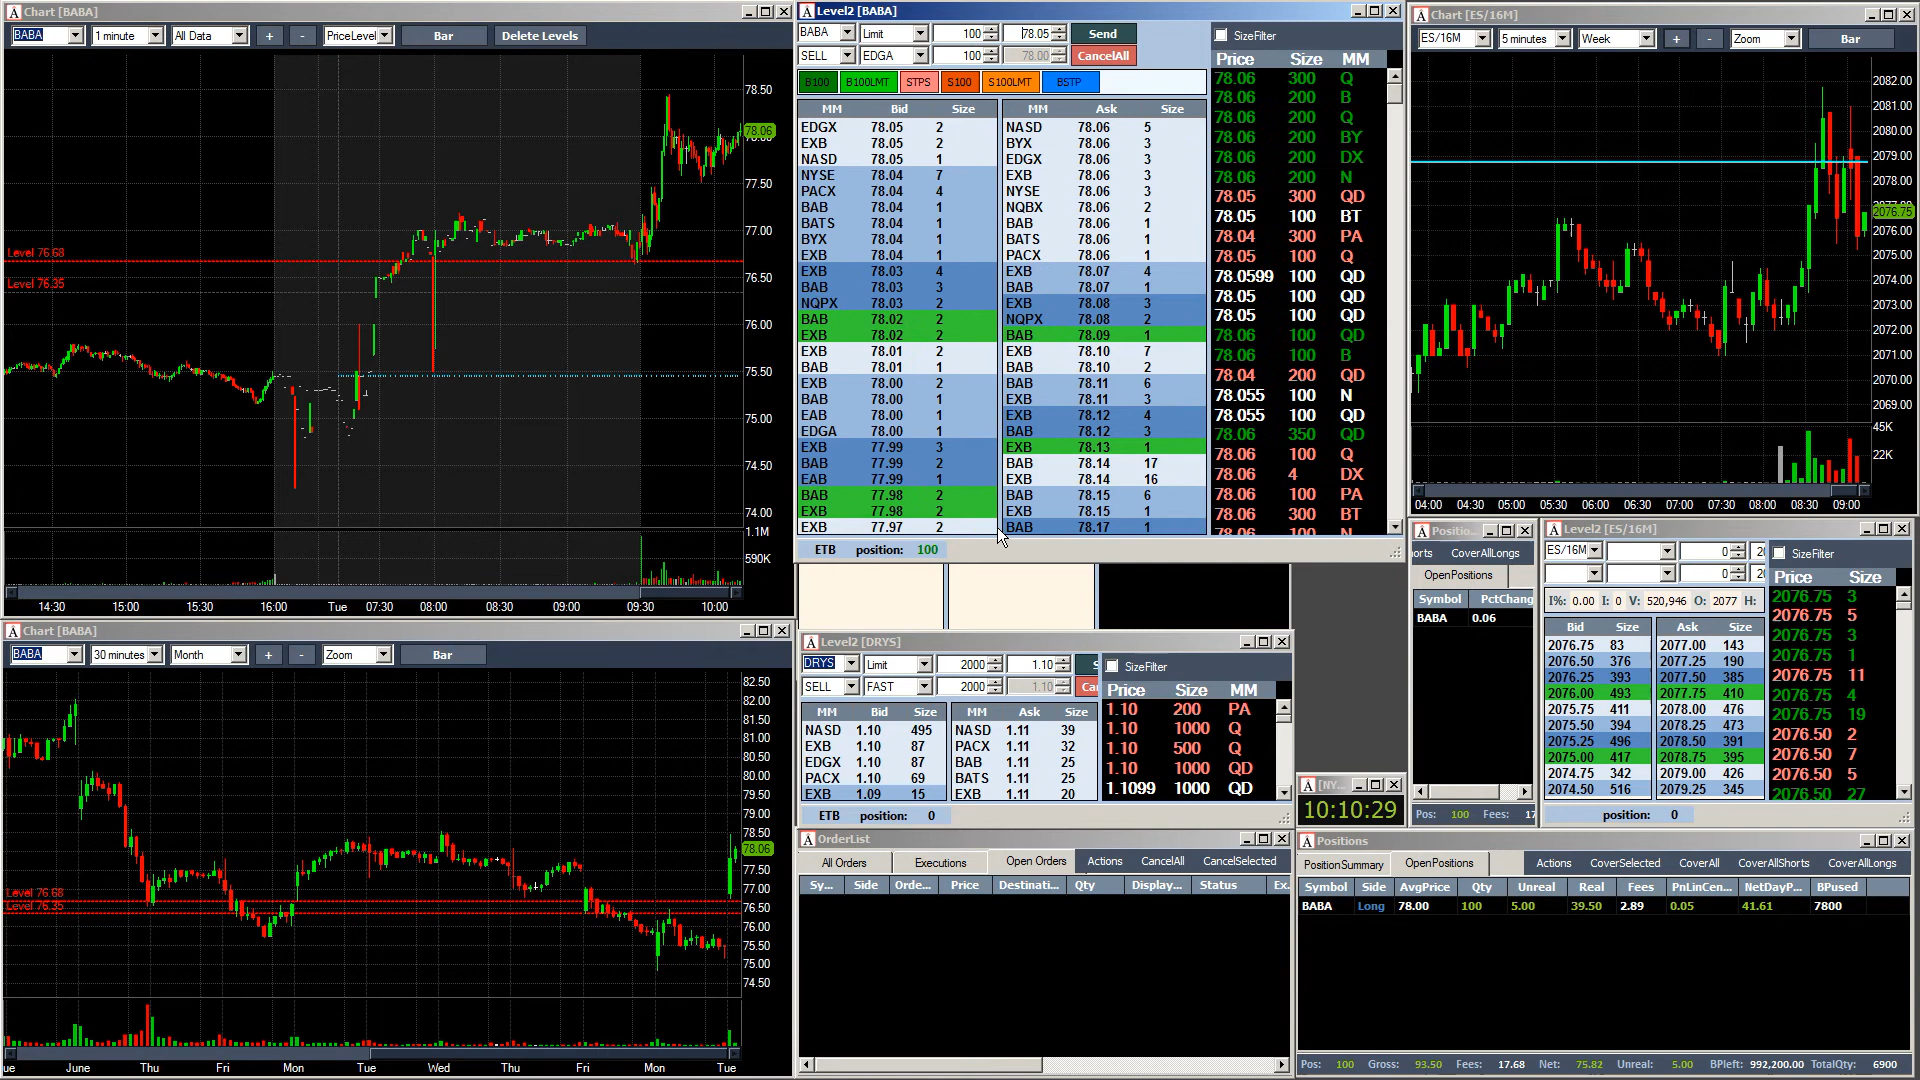 Chart [BABA]
BABA 1 minute All Data + - PriceLevel Bar Delete Levels
78.50
78.06
77.50
77.00
Level 76.68
76.50
Level 76.35
76.00
75.50
75.00
74.50
74.00
1.1M
590K
14:30 15:00 15:30 16:00 Tue 07:30 08:00 08:30 09:00 09:30 10:00
Chart [BABA]
BABA 30 minutes Month + - Zoom Bar
82.50
82.00
81.50
81.00
80.50
80.00
79.50
79.00
78.50
78.06
77.50
77.00
Level 76.68
76.50
Level 76.35
76.00
75.50
75.00
74.50
June Thu Fri Mon Tue Wed Thu Fri Mon Tue
Level2 [BABA]
BABA Limit 100 78.05 Send
SELL EDGA 100 78.00 CancelAll
B100 B100LMT STPS S100 S100LMT BSTP
MM Bid Size MM Ask Size
EDGX 78.05 2 NASD 78.06 5
EXB 78.05 2 BYX 78.06 3
NASD 78.05 1 EDGX 78.06 3
NYSE 78.04 7 EXB 78.06 3
PACX 78.04 4 NYSE 78.06 3
BAB 78.04 1 NQBX 78.06 2
BATS 78.04 1 BAB 78.06 1
BYX 78.04 1 BATS 78.06 1
EXB 78.04 1 PACX 78.06 1
EXB 78.03 4 EXB 78.07 4
BAB 78.03 3 BAB 78.07 1
NQPX 78.03 2 EXB 78.08 3
BAB 78.02 2 NQPX 78.08 2
EXB 78.02 2 BAB 78.09 1
EXB 78.01 2 EXB 78.10 7
BAB 78.01 1 BAB 78.10 2
EXB 78.00 2 BAB 78.11 6
BAB 78.00 1 EXB 78.11 3
EAB 78.00 1 EXB 78.12 4
EDGA 78.00 1 BAB 78.12 3
EXB 77.99 3 EXB 78.13 1
BAB 77.99 2 BAB 78.14 17
EAB 77.99 1 EXB 78.14 16
BAB 77.98 2 BAB 78.15 6
EXB 77.98 2 EXB 78.15 1
EXB 77.97 2 BAB 78.17 1
ETB position: 100
SizeFilter
Price Size MM
78.06 300 Q
78.06 200 B
78.06 200 Q
78.06 200 BY
78.06 200 DX
78.06 200 N
78.05 300 QD
78.05 100 BT
78.04 300 PA
78.05 100 Q
78.0599 100 QD
78.05 100 QD
78.05 100 QD
78.06 100 QD
78.06 100 B
78.04 200 QD
78.055 100 N
78.055 100 QD
78.06 350 QD
78.06 100 Q
78.06 4 DX
78.06 100 PA
78.06 300 BT
Level2 [DRYS]
DRYS Limit 2000 1.10
SELL FAST 2000 1.10
MM Bid Size MM Ask Size
NASD 1.10 495 NASD 1.11 39
EXB 1.10 87 PACX 1.11 32
EDGX 1.10 87 BAB 1.11 25
PACX 1.10 69 BATS 1.11 25
EXB 1.09 15 EXB 1.11 20
ETB position: 0
SizeFilter
Price Size MM
1.10 200 PA
1.10 1000 Q
1.10 500 Q
1.10 1000 QD
1.1099 1000 QD
OrderList
All Orders Executions Open Orders Actions CancelAll CancelSelected
Sy... Side Orde... Price Destinati... Qty Display... Status Ex.
10:10:29
Chart [ES/16M]
ES/16M 5 minutes Week + - Zoom Bar
2082.00
2081.00
2080.00
2079.00
2078.00
2076.75
2076.00
2075.00
2074.00
2073.00
2072.00
2071.00
2070.00
2069.00
45K
22K
04:00 04:30 05:00 05:30 06:00 06:30 07:00 07:30 08:00 08:30 09:00
CoverAllLongs
OpenPositions
Symbol PctChang
BABA 0.06
Pos: 100 Fees: 17
Level2 [ES/16M]
ES/16M 0
0
I%: 0.00 I: 0 V: 520,946 O: 2077 H:
Bid Size Ask Size
2076.75 83 2077.00 143
2076.50 376 2077.25 190
2076.25 393 2077.50 385
2076.00 493 2077.75 410
2075.75 411 2078.00 476
2075.50 394 2078.25 473
2075.25 496 2078.50 391
2075.00 417 2078.75 395
2074.75 342 2079.00 426
2074.50 516 2079.25 345
position: 0
SizeFilter
Price Size
2076.75 3
2076.75 5
2076.75 3
2076.75 1
2076.75 11
2076.75 4
2076.75 19
2076.50 2
2076.50 7
2076.50 5
2076.50 27
Positions
PositionSummary OpenPositions Actions CoverSelected CoverAll CoverAllShorts CoverAllLongs
Symbol Side AvgPrice Qty Unreal Real Fees PnLinCen... NetDayP... BPused
BABA Long 78.00 100 5.00 39.50 2.89 0.05 41.61 7800
Pos: 100 Gross: 93.50 Fees: 17.68 Net: 75.82 Unreal: 5.00 BPleft: 992,200.00 TotalQty: 6900